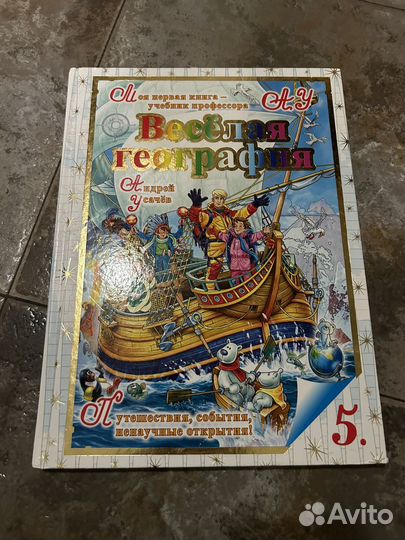 Моя первая книга –
учебник профессора
А.У
Весёлая
география
Андрей
Усачёв
Путешествия, события,
ненаучные открытия!
5.
Avito